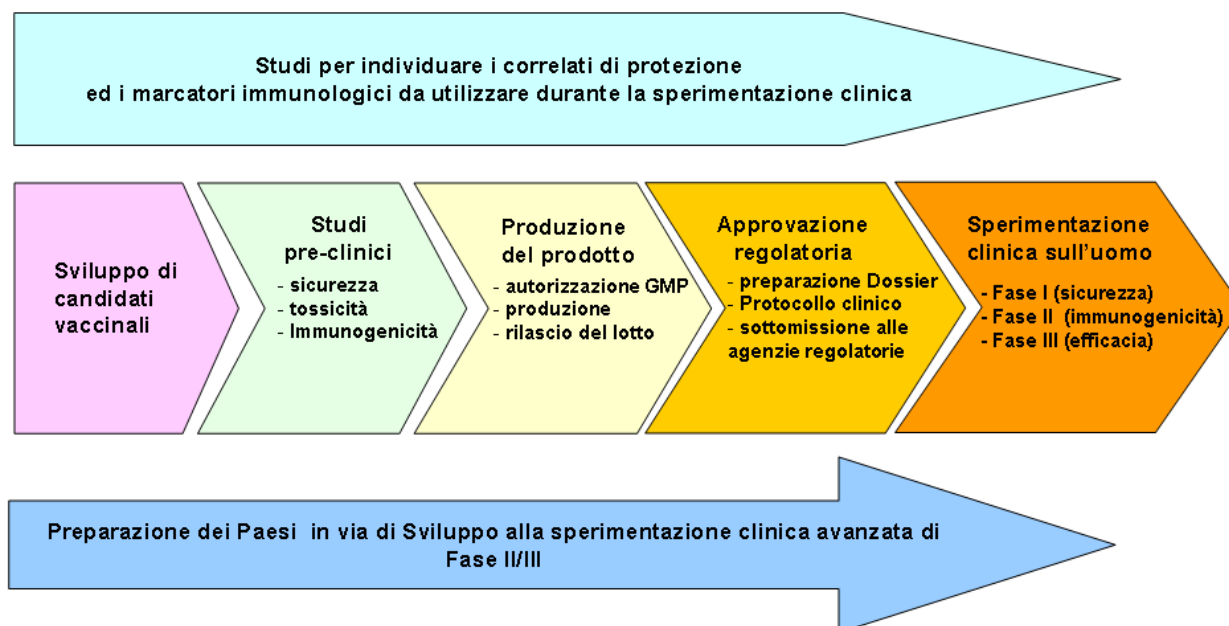 Studi per individuare i correlati di protezione
ed i marcatori immunologici da utilizzare durante la sperimentazione clinica
Sviluppo di
candidati
vaccinali
Studi
pre-clinici
- sicurezza
- tossicità
- Immunogenicità
Produzione
del prodotto
- autorizzazione GMP
- produzione
- rilascio del lotto
Approvazione
regolatoria
- preparazione Dossier
- Protocollo clinico
- sottomissione alle
agenzie regolatorie
Sperimentazione
clinica sull'uomo
- Fase I (sicurezza)
- Fase II (immunogenicità)
- Fase III (efficacia)
Preparazione dei Paesi in via di Sviluppo alla sperimentazione clinica avanzata di
Fase II/III